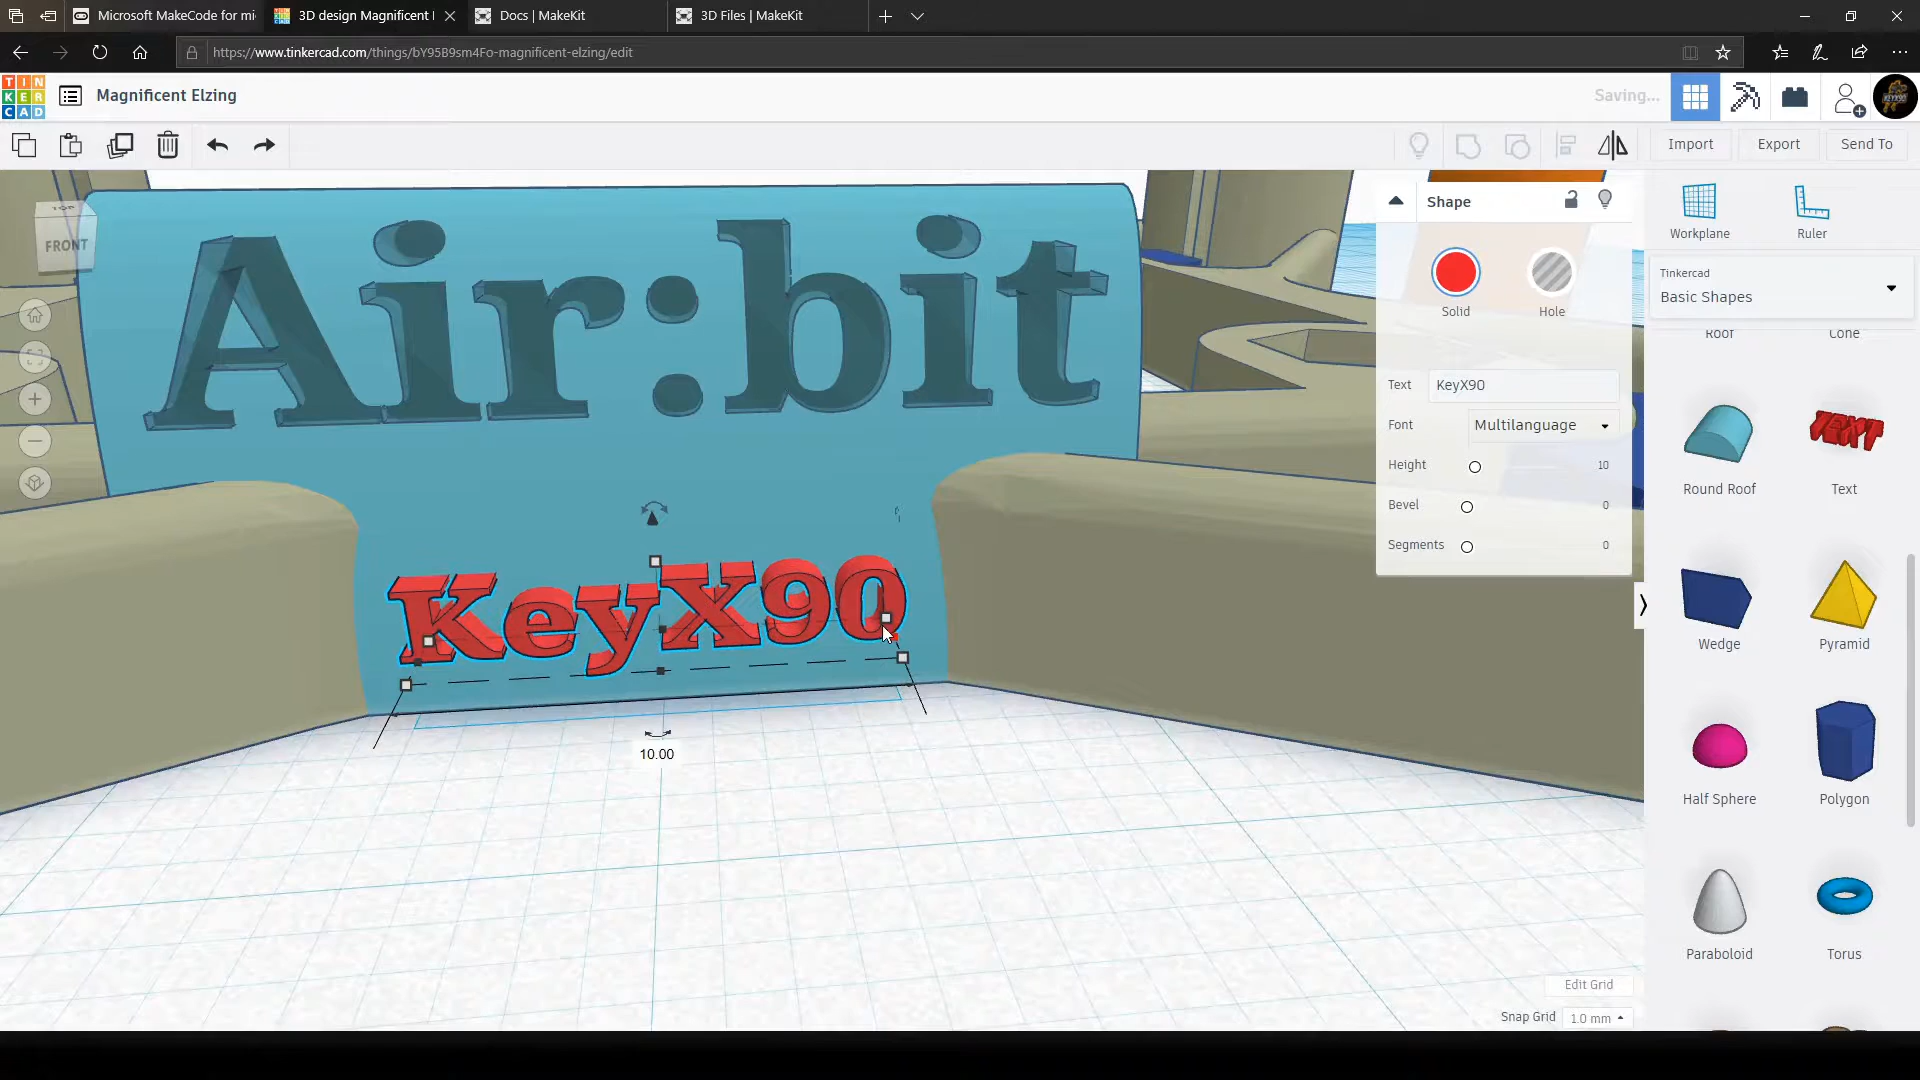 Microsoft MakeCode for mi
3D design Magnificent I
Docs | MakeKit
3D Files | MakeKit
https://www.tinkercad.com/things/bY95B9sm4Fo-magnificent-elzing/edit
TIN
KER
CAD
Magnificent Elzing
Saving...
Import
Export
Send To
TOP
FRONT
Air:bit
KeyX90
10.00
Shape
Solid
Hole
Text
KeyX90
Font
Multilanguage
Height
10
Bevel
0
Segments
0
Workplane
Ruler
Tinkercad
Basic Shapes
Roof
Cone
TEXT
Round Roof
Text
Wedge
Pyramid
Half Sphere
Polygon
Paraboloid
Torus
Edit Grid
Snap Grid
1.0 mm